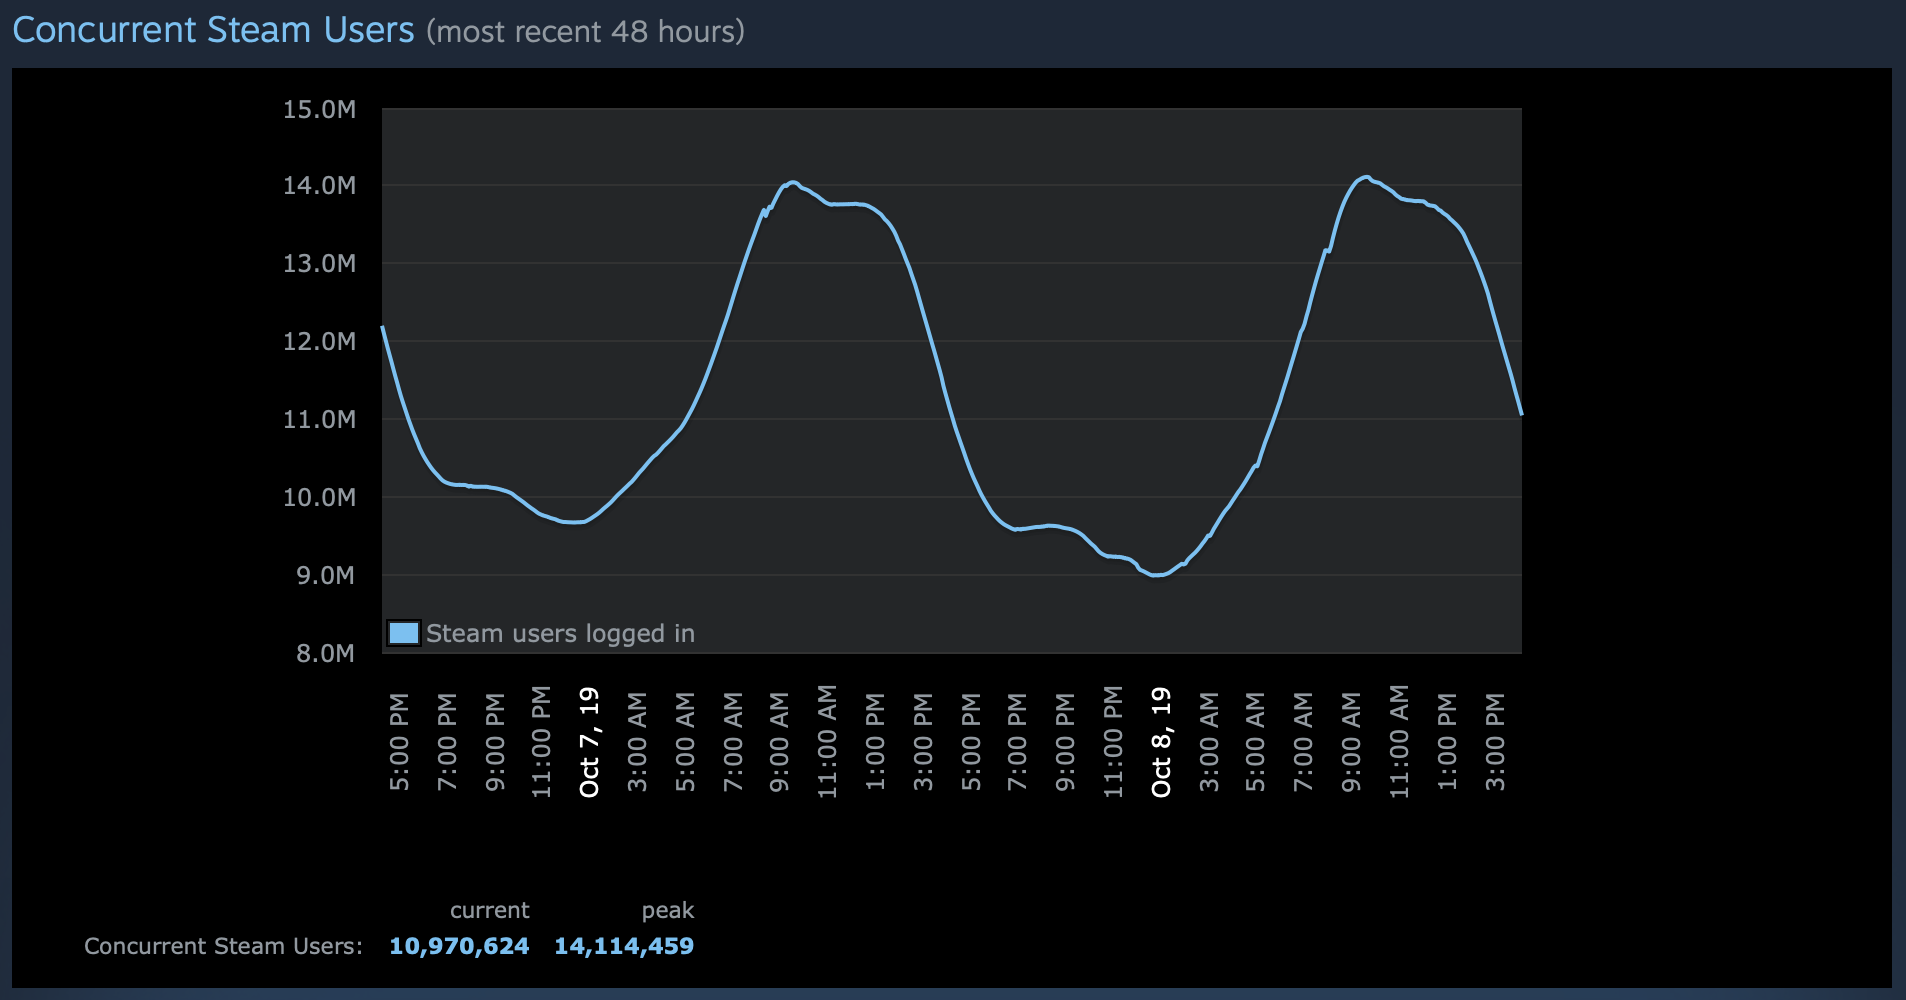 Concurrent Steam Users (most recent 48 hours)
15.0M
14.0M
13.0M
12.0M
11.0M
10.0M
9.0M
8.0M
Steam users logged in
5:00 PM
7:00 PM
9:00 PM
11:00 PM
Oct 7, 19
3:00 AM
5:00 AM
7:00 AM
9:00 AM
11:00 AM
1:00 PM
3:00 PM
5:00 PM
7:00 PM
9:00 PM
11:00 PM
Oct 8, 19
3:00 AM
5:00 AM
7:00 AM
9:00 AM
11:00 AM
1:00 PM
3:00 PM
current peak
Concurrent Steam Users: 10,970,624 14,114,459